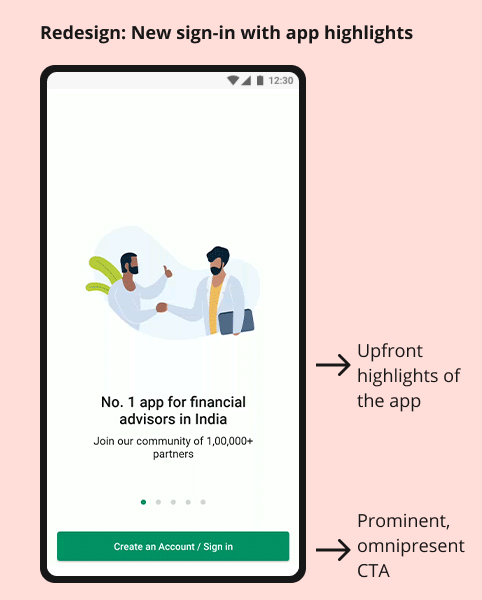 Redesign: New sign-in with app highlights
12:30
No. 1 app for financial
advisors in India
Join our community of 1,00,000+
partners
Create an Account / Sign in
Upfront
highlights of
the app
Prominent,
omnipresent
CTA